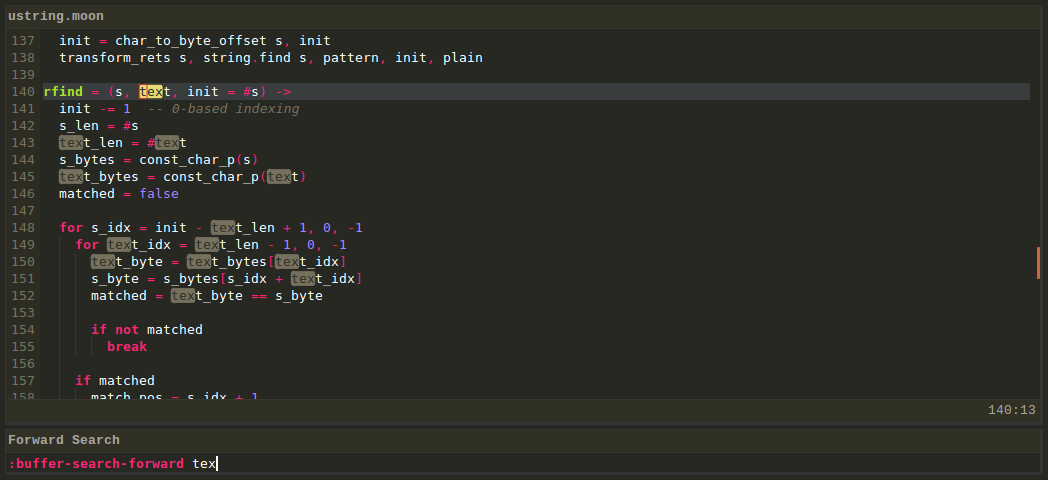 ustring.moon
137   init = char_to_byte_offset s, init
138   transform_rets s, string.find s, pattern, init, plain
139
140 rfind = (s, text, init = #s) ->
141   init -= 1  -- 0-based indexing
142   s_len = #s
143   text_len = #text
144   s_bytes = const_char_p(s)
145   text_bytes = const_char_p(text)
146   matched = false
147
148   for s_idx = init - text_len + 1, 0, -1
149     for text_idx = text_len - 1, 0, -1
150       text_byte = text_bytes[text_idx]
151       s_byte = s_bytes[s_idx + text_idx]
152       matched = text_byte == s_byte
153
154       if not matched
155         break
156
157     if matched
158       match_pos = s_idx + 1
140:13
Forward Search
:buffer-search-forward tex